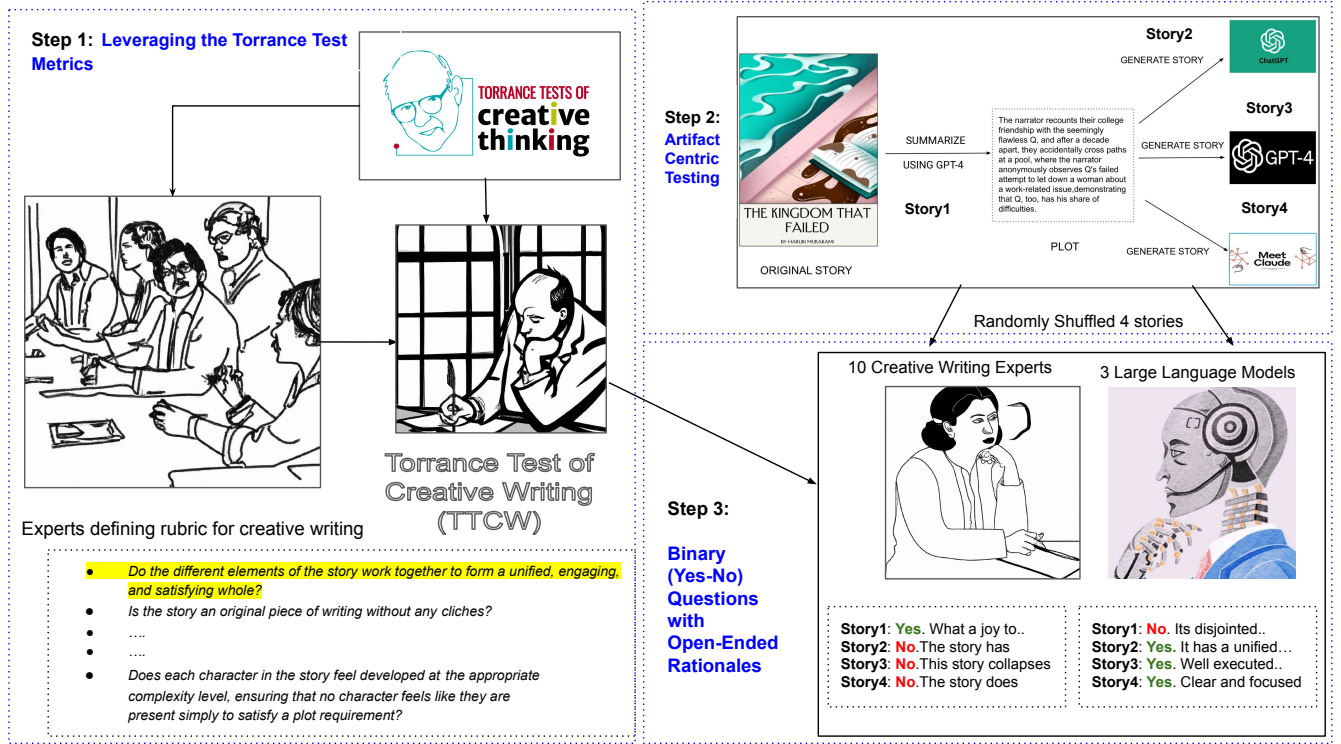 Step 1: Leveraging the Torrance Test
Metrics
TORRANCE TESTS OF
creative
thinking
Experts defining rubric for creative writing
Torrance Test of
Creative Writing
(TTCW)
● Do the different elements of the story work together to form a unified, engaging,
and satisfying whole?
● Is the story an original piece of writing without any cliches?
● ....
● ....
● Does each character in the story feel developed at the appropriate
complexity level, ensuring that no character feels like they are
present simply to satisfy a plot requirement?
Step 2:
Artifact
Centric
Testing
THE KINGDOM THAT
FAILED
BY HARUKI MURAKAMI
ORIGINAL STORY
Story1
SUMMARIZE
USING GPT-4
The narrator recounts their college
friendship with the seemingly
flawless Q, and after a decade
apart, they accidentally cross paths
at a pool, where the narrator
anonymously observes Q's failed
attempt to let down a woman about
a work-related issue,demonstrating
that Q, too, has his share of
difficulties.
PLOT
Story2
GENERATE STORY
ChatGPT
Story3
GENERATE STORY
GPT-4
Story4
GENERATE STORY
Meet
Claude
Randomly Shuffled 4 stories
Step 3:
Binary
(Yes-No)
Questions
with
Open-Ended
Rationales
10 Creative Writing Experts
3 Large Language Models
Story1: Yes. What a joy to..
Story2: No.The story has
Story3: No.This story collapses
Story4: No.The story does
Story1: No. Its disjointed..
Story2: Yes. It has a unified…
Story3: Yes. Well executed..
Story4: Yes. Clear and focused